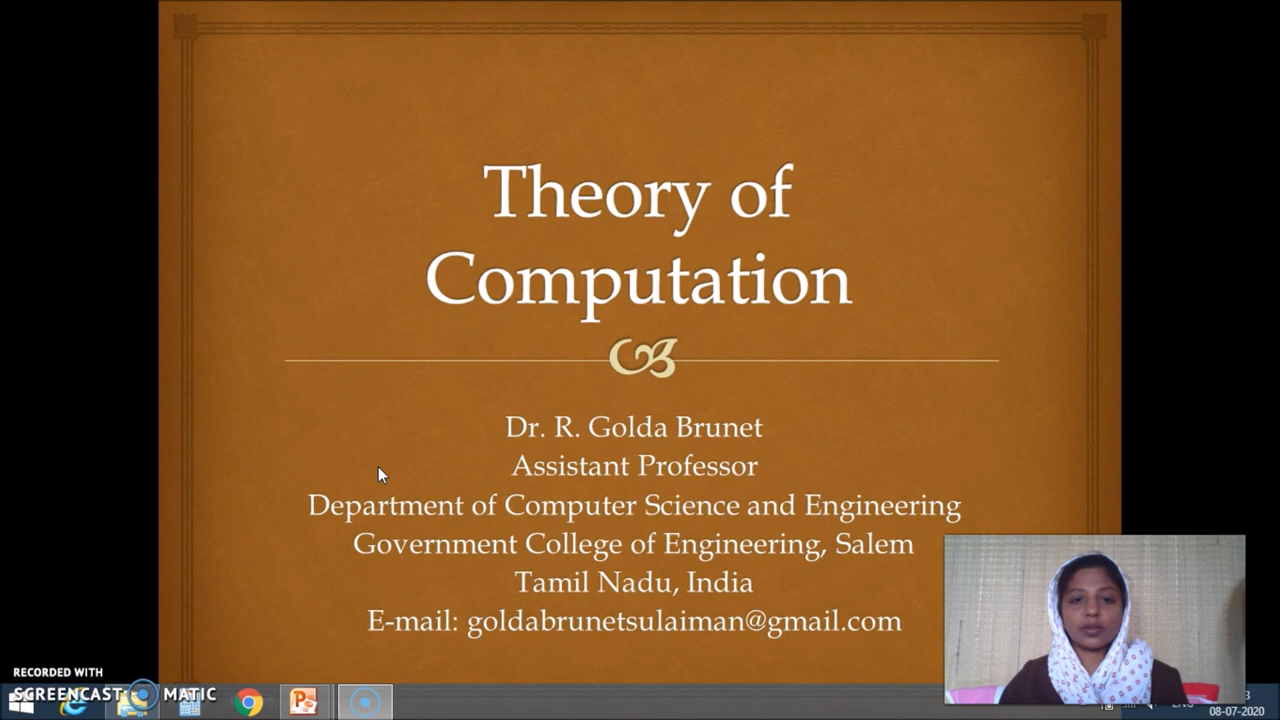 Theory of
Computation
Dr. R. Golda Brunet
Assistant Professor
Department of Computer Science and Engineering
Government College of Engineering, Salem
Tamil Nadu, India
E-mail: goldabrunetsulaiman@gmail.com
RECORDED WITH
SCREENCAST MATIC
08-07-2020